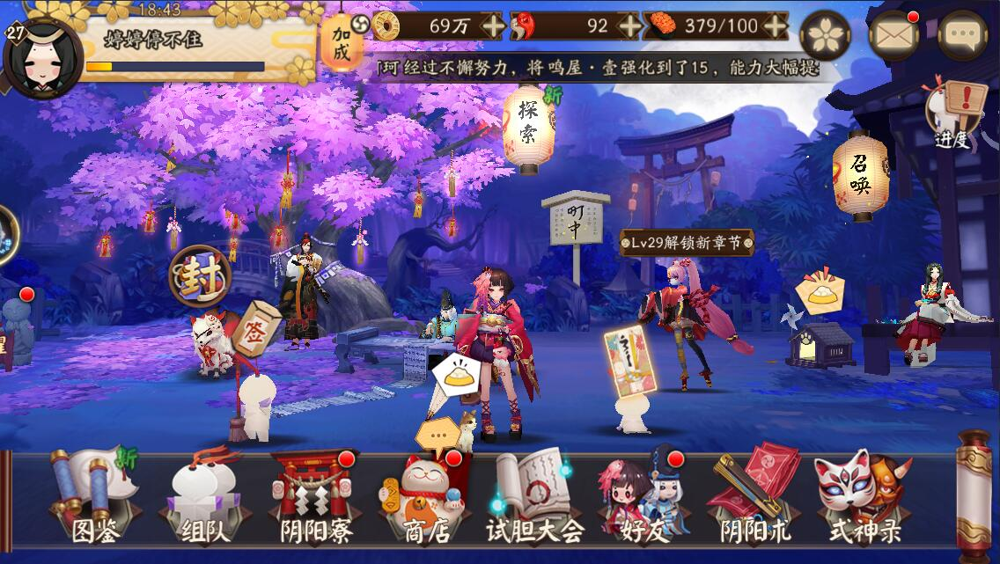 18:43
27
婷婷停不住
加成
69万
92
379/100
珂经过不懈努力，将鸣屋·壹强化到了15，能力大幅提
探索
新
召唤
进度
町中
Lv29解锁新章节
封
签
新
图鉴
组队
阴阳寮
商店
试胆大会
好友
阴阳术
式神录